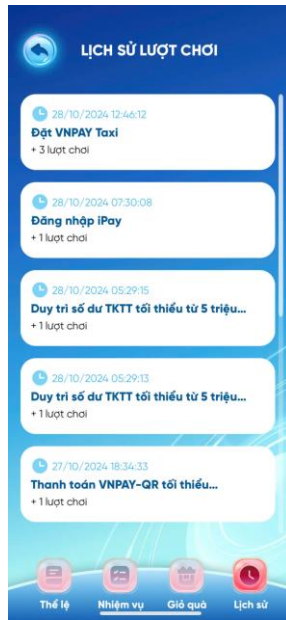 LỊCH SỬ LƯỢT CHƠI
28/10/2024 12:46:12
Đặt VNPAY Taxi
+ 3 lượt chơi
28/10/2024 07:30:08
Đăng nhập iPay
+ 1 lượt chơi
28/10/2024 05:29:15
Duy trì số dư TKTT tối thiểu từ 5 triệu...
+ 1 lượt chơi
28/10/2024 05:29:13
Duy trì số dư TKTT tối thiểu từ 5 triệu...
+ 1 lượt chơi
27/10/2024 18:34:33
Thanh toán VNPAY-QR tối thiểu...
+ 1 lượt chơi
Thể lệ Nhiệm vụ Giỏ quà Lịch sử